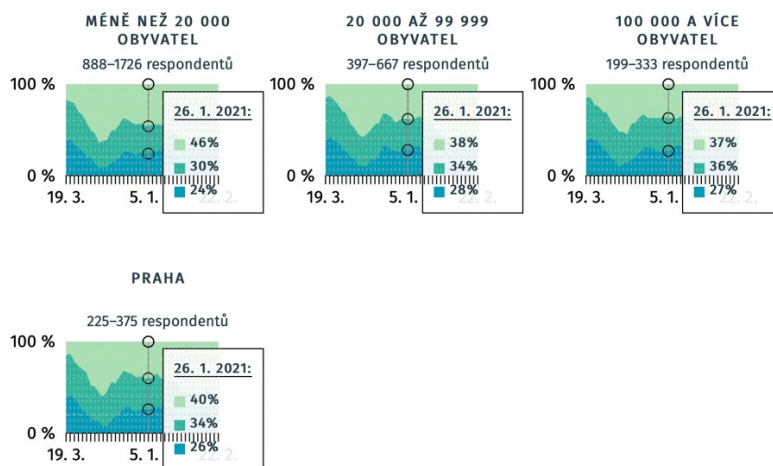 MÉNĚ NEŽ 20 000
OBYVATEL
888–1726 respondentů
100 %
26. 1. 2021:
46%
30%
24%
0 %
19. 3.
5. 1.
22. 2.
20 000 AŽ 99 999
OBYVATEL
397–667 respondentů
100 %
26. 1. 2021:
38%
34%
28%
0 %
19. 3.
5. 1.
22. 2.
100 000 A VÍCE
OBYVATEL
199–333 respondentů
100 %
26. 1. 2021:
37%
36%
27%
0 %
19. 3.
5. 1.
22. 2.
PRAHA
225–375 respondentů
100 %
26. 1. 2021:
40%
34%
26%
0 %
19. 3.
5. 1.
22. 2.